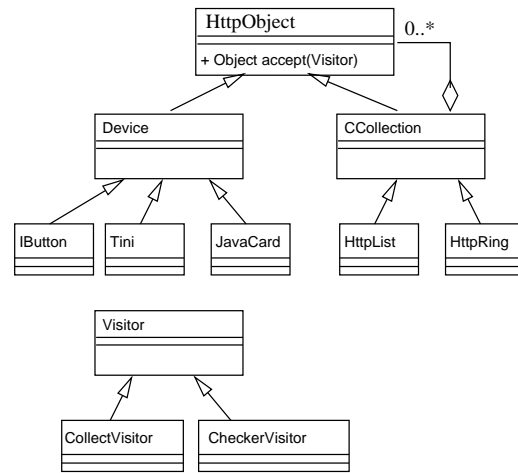 HttpObject
0..*
+ Object accept(Visitor)
Device
CCollection
IButton
Tini
JavaCard
HttpList
HttpRing
Visitor
CollectVisitor
CheckerVisitor